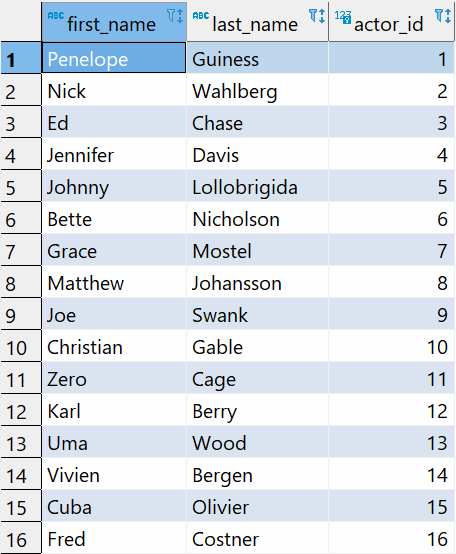 ABC first_name ABC last_name 123 actor_id
1 Penelope Guiness 1
2 Nick Wahlberg 2
3 Ed Chase 3
4 Jennifer Davis 4
5 Johnny Lollobrigida 5
6 Bette Nicholson 6
7 Grace Mostel 7
8 Matthew Johansson 8
9 Joe Swank 9
10 Christian Gable 10
11 Zero Cage 11
12 Karl Berry 12
13 Uma Wood 13
14 Vivien Bergen 14
15 Cuba Olivier 15
16 Fred Costner 16